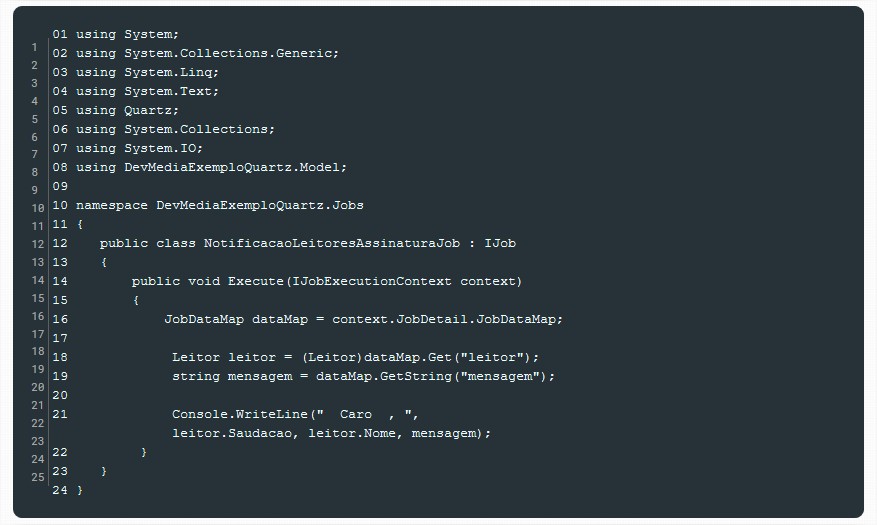 01 using System;
1
02 using System.Collections.Generic;
2
03 using System.Linq;
3
04 using System.Text;
4
05 using Quartz;
5
06 using System.Collections;
6
07 using System.IO;
7
08 using DevMediaExemploQuartz.Model;
8
09
9
10 namespace DevMediaExemploQuartz.Jobs
10
11 {
11
12    public class NotificacaoLeitoresAssinaturaJob : IJob
12
13    {
13
14        public void Execute(IJobExecutionContext context)
14
15        {
15
16            JobDataMap dataMap = context.JobDetail.JobDataMap;
16
17
17
18             Leitor leitor = (Leitor)dataMap.Get("leitor");
18
19             string mensagem = dataMap.GetString("mensagem");
19
20
20
21             Console.WriteLine("  Caro  , ",
21
22
leitor.Saudacao, leitor.Nome, mensagem);
23
22         }
24
23    }
25
24 }